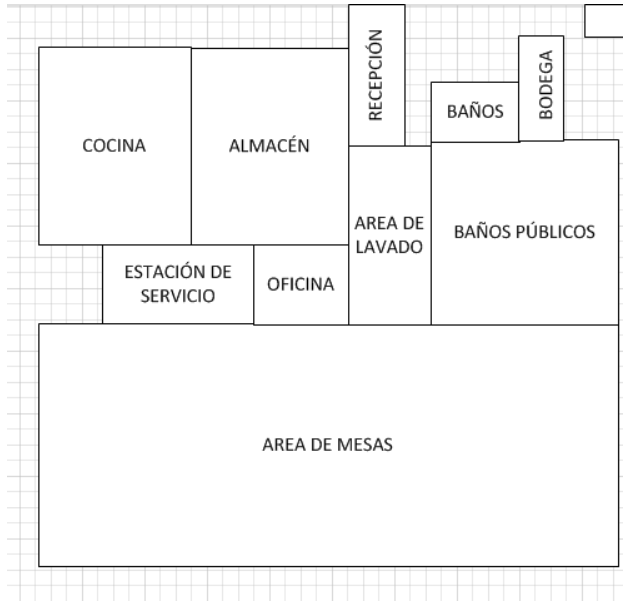 RECEPCIÓN
BODEGA
BAÑOS
COCINA
ALMACÉN
AREA DE
LAVADO
BAÑOS PÚBLICOS
ESTACIÓN DE
SERVICIO
OFICINA
AREA DE MESAS